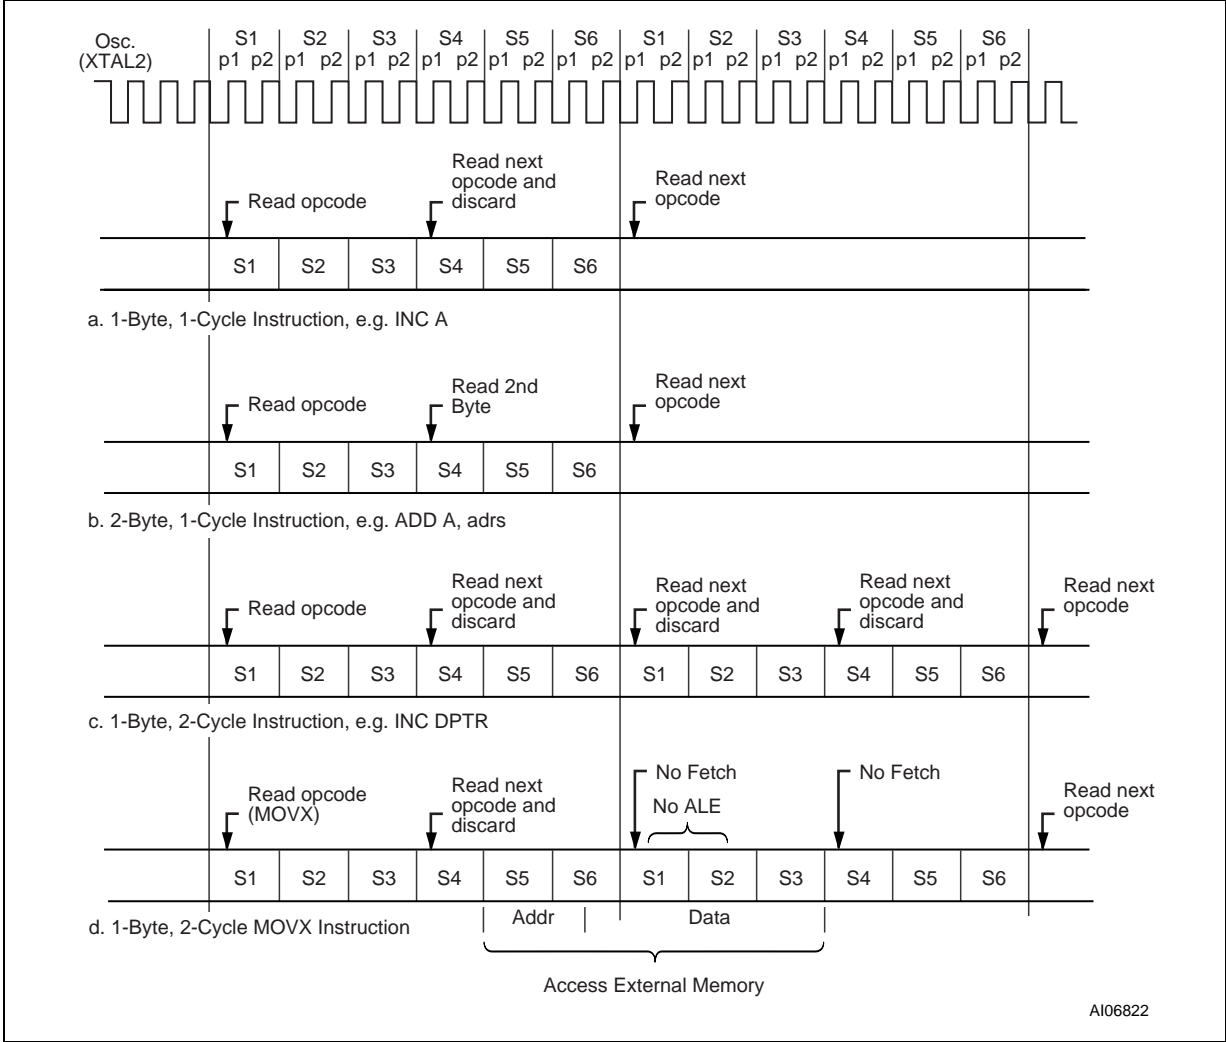 Osc.
(XTAL2)
S1 S2 S3 S4 S5 S6 S1 S2 S3 S4 S5 S6
p1 p2 p1 p2 p1 p2 p1 p2 p1 p2 p1 p2 p1 p2 p1 p2 p1 p2 p1 p2 p1 p2 p1 p2
Read opcode
Read next
opcode and
discard
Read next
opcode
S1 S2 S3 S4 S5 S6
a. 1-Byte, 1-Cycle Instruction, e.g. INC A
Read opcode
Read 2nd
Byte
Read next
opcode
S1 S2 S3 S4 S5 S6
b. 2-Byte, 1-Cycle Instruction, e.g. ADD A, adrs
Read opcode
Read next
opcode and
discard
Read next
opcode and
discard
Read next
opcode and
discard
Read next
opcode
S1 S2 S3 S4 S5 S6 S1 S2 S3 S4 S5 S6
c. 1-Byte, 2-Cycle Instruction, e.g. INC DPTR
Read opcode
(MOVX)
Read next
opcode and
discard
No Fetch
No ALE
No Fetch
Read next
opcode
S1 S2 S3 S4 S5 S6 S1 S2 S3 S4 S5 S6
d. 1-Byte, 2-Cycle MOVX Instruction
Addr
Data
Access External Memory
AI06822